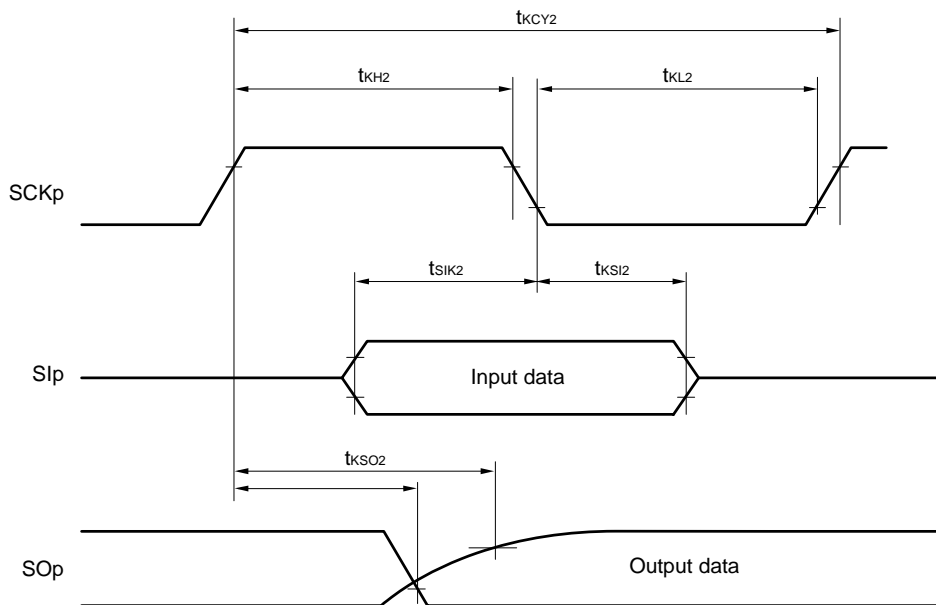 tKCY2
tKH2
tKL2
SCKp
tSIK2
tKSI2
SIp
Input data
tKSO2
SOp
Output data